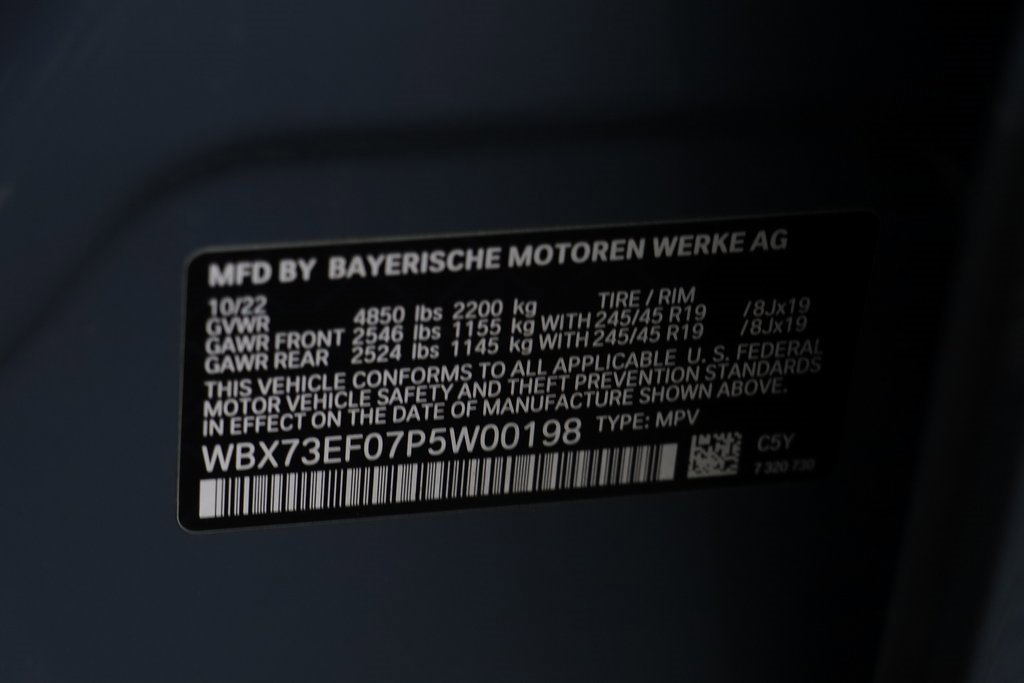 MFD BY BAYERISCHE MOTOREN WERKE AG
10/22 TIRE / RIM
GVWR 4850 lbs 2200 kg
GAWR FRONT 2546 lbs 1155 kg WITH 245/45 R19 /8Jx19
GAWR REAR 2524 lbs 1145 kg WITH 245/45 R19 /8Jx19
THIS VEHICLE CONFORMS TO ALL APPLICABLE U. S. FEDERAL
MOTOR VEHICLE SAFETY AND THEFT PREVENTION STANDARDS
IN EFFECT ON THE DATE OF MANUFACTURE SHOWN ABOVE.
WBX73EF07P5W00198 TYPE: MPV
C5Y
7 320 730